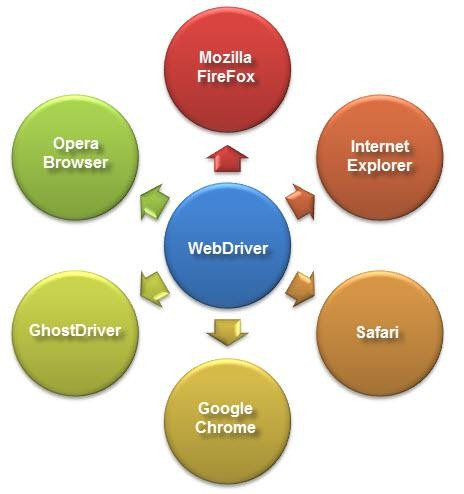 Mozilla
FireFox
Opera
Browser
Internet
Explorer
WebDriver
GhostDriver
Safari
Google
Chrome